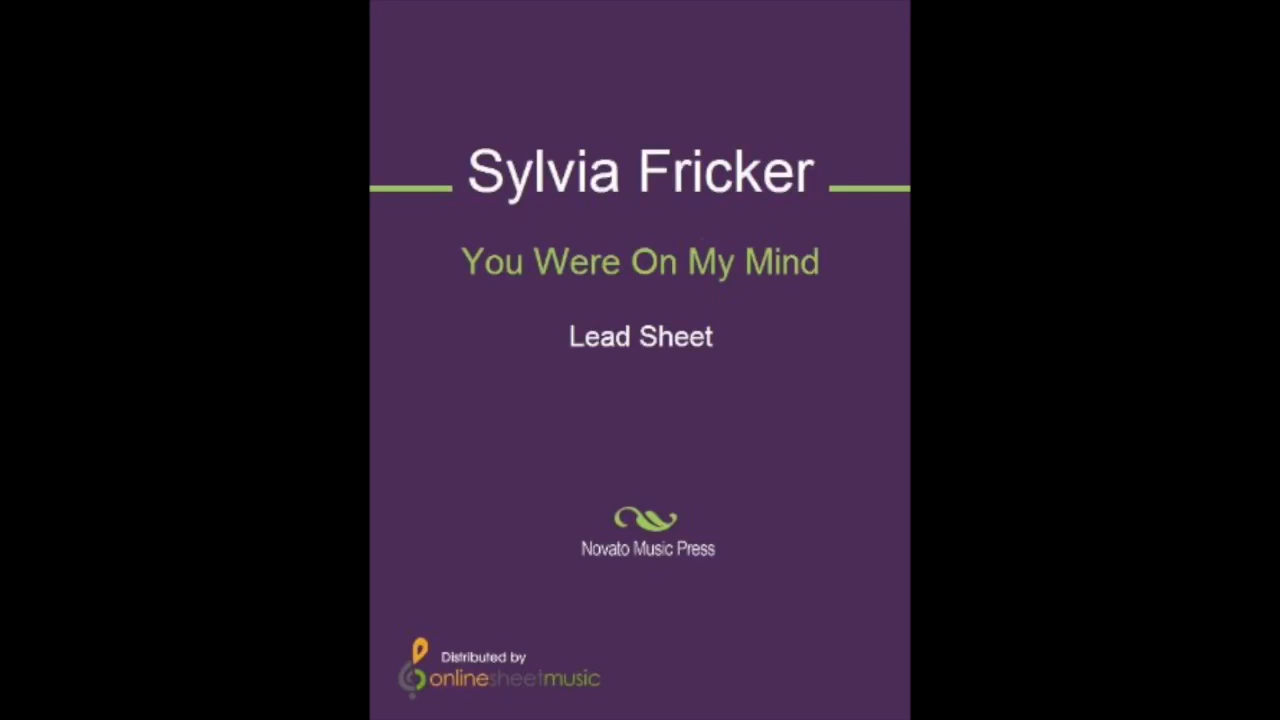 Sylvia Fricker
You Were On My Mind
Lead Sheet
Novato Music Press
Distributed by
onlinesheetmusic